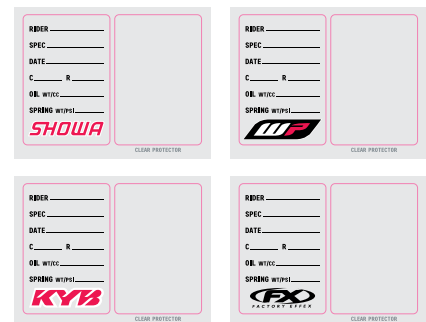 RIDER
SPEC
DATE
C R
OIL WT/CC
SPRING WT/PSI
SHOWA
CLEAR PROTECTOR
RIDER
SPEC
DATE
C R
OIL WT/CC
SPRING WT/PSI
WP
CLEAR PROTECTOR
RIDER
SPEC
DATE
C R
OIL WT/CC
SPRING WT/PSI
KYB
CLEAR PROTECTOR
RIDER
SPEC
DATE
C R
OIL WT/CC
SPRING WT/PSI
FX
FACTORY EFFEX
CLEAR PROTECTOR